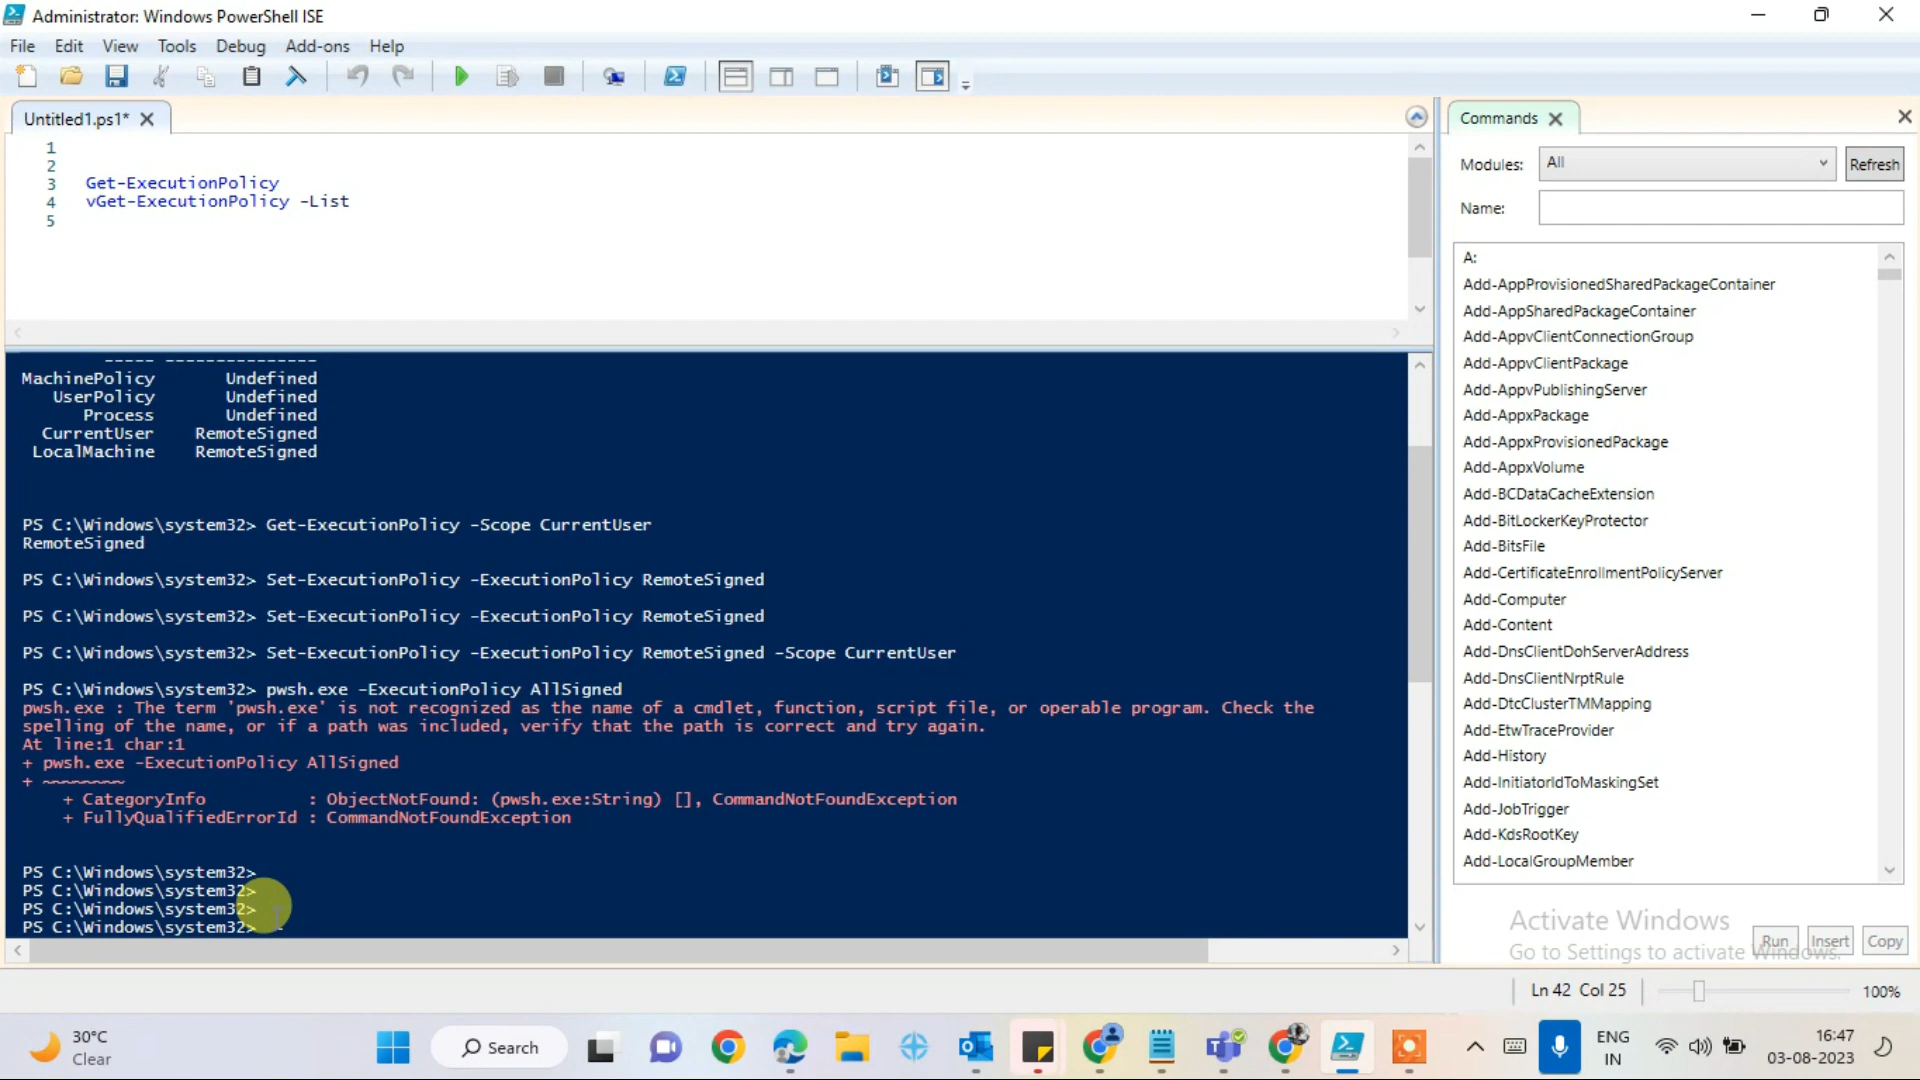 Administrator: Windows PowerShell ISE
File Edit View Tools Debug Add-ons Help
Untitled1.ps1*
1
2
3 Get-ExecutionPolicy
4 vGet-ExecutionPolicy -List
5
----- ---------------
MachinePolicy Undefined
UserPolicy Undefined
Process Undefined
CurrentUser RemoteSigned
LocalMachine RemoteSigned
PS C:\Windows\system32> Get-ExecutionPolicy -Scope CurrentUser
RemoteSigned
PS C:\Windows\system32> Set-ExecutionPolicy -ExecutionPolicy RemoteSigned
PS C:\Windows\system32> Set-ExecutionPolicy -ExecutionPolicy RemoteSigned
PS C:\Windows\system32> Set-ExecutionPolicy -ExecutionPolicy RemoteSigned -Scope CurrentUser
PS C:\Windows\system32> pwsh.exe -ExecutionPolicy AllSigned
pwsh.exe : The term 'pwsh.exe' is not recognized as the name of a cmdlet, function, script file, or operable program. Check the
spelling of the name, or if a path was included, verify that the path is correct and try again.
At line:1 char:1
+ pwsh.exe -ExecutionPolicy AllSigned
+ ~~~~~~~~
+ CategoryInfo : ObjectNotFound: (pwsh.exe:String) [], CommandNotFoundException
+ FullyQualifiedErrorId : CommandNotFoundException
PS C:\Windows\system32>
PS C:\Windows\system32>
PS C:\Windows\system32>
PS C:\Windows\system32>
Commands
Modules: All Refresh
Name:
A:
Add-AppProvisionedSharedPackageContainer
Add-AppSharedPackageContainer
Add-AppvClientConnectionGroup
Add-AppvClientPackage
Add-AppvPublishingServer
Add-AppxPackage
Add-AppxProvisionedPackage
Add-AppxVolume
Add-BCDataCacheExtension
Add-BitLockerKeyProtector
Add-BitsFile
Add-CertificateEnrollmentPolicyServer
Add-Computer
Add-Content
Add-DnsClientDohServerAddress
Add-DnsClientNrptRule
Add-DtcClusterTMMapping
Add-EtwTraceProvider
Add-History
Add-InitiatorIdToMaskingSet
Add-JobTrigger
Add-KdsRootKey
Add-LocalGroupMember
Activate Windows
Go to Settings to activate Windows.
Run Insert Copy
Ln 42 Col 25 100%
30°C
Clear
Search
ENG
IN
16:47
03-08-2023